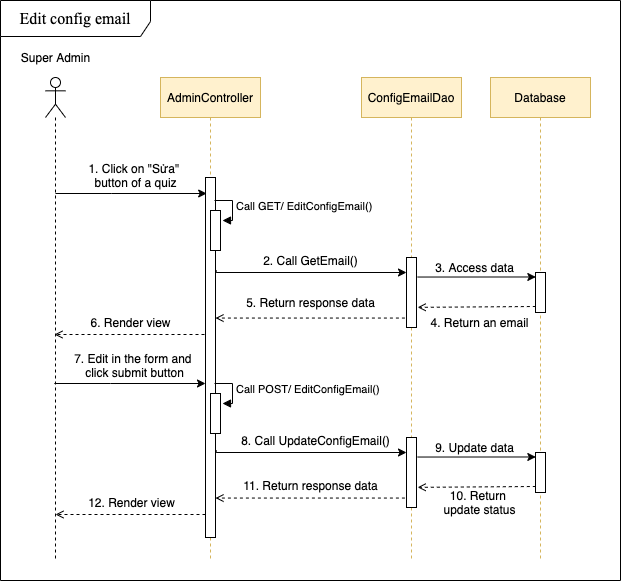 Edit config email
Super Admin
AdminController
ConfigEmailDao
Database
1. Click on "Sửa"
button of a quiz
Call GET/ EditConfigEmail()
2. Call GetEmail()
3. Access data
4. Return an email
5. Return response data
6. Render view
7. Edit in the form and
click submit button
Call POST/ EditConfigEmail()
8. Call UpdateConfigEmail()
9. Update data
10. Return
update status
11. Return response data
12. Render view